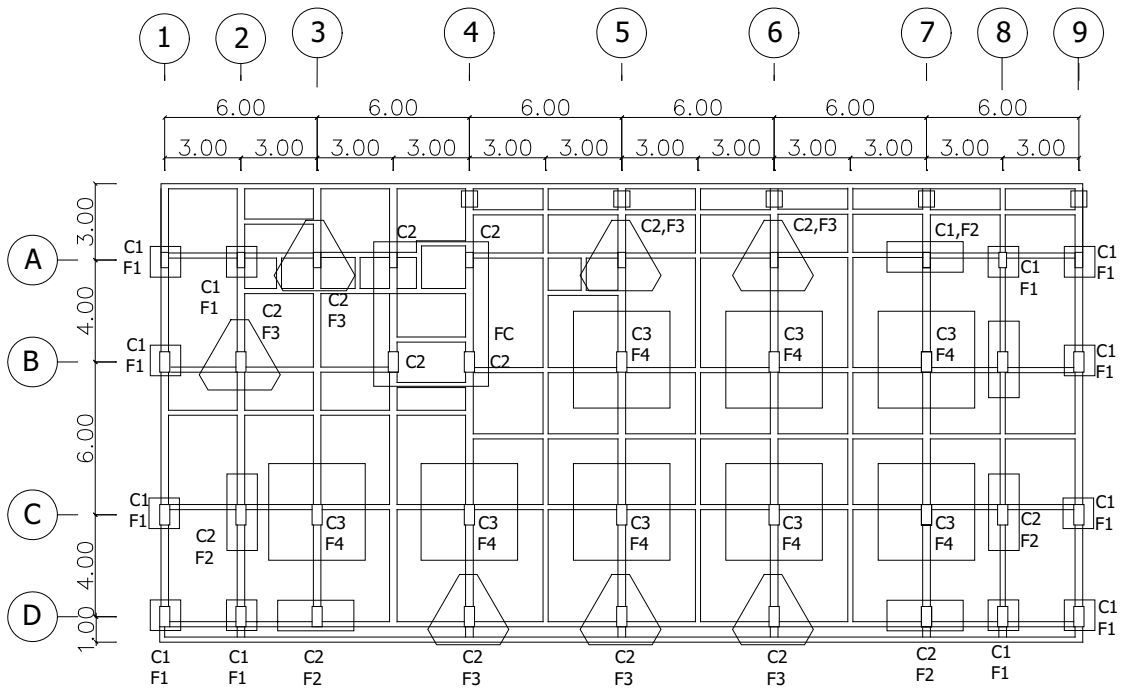 1 2 3 4 5 6 7 8 9
6.00 6.00 6.00 6.00 6.00 6.00
3.00 3.00 3.00 3.00 3.00 3.00 3.00 3.00 3.00 3.00 3.00 3.00
3.00
C2 C2 C2,F3 C2,F3 C1,F2
A
C1
F1
C1
F1
C1
F1
C1
F1
C2
F3
C2
F3
4.00
FC
C3
F4
C3
F4
C3
F4
B
C1
F1
C2
C2
C1
F1
6.00
C
C1
F1
C2
F2
C3
F4
C3
F4
C3
F4
C3
F4
C3
F4
C2
F2
C1
F1
4.00
D
C1
F1
1.00
C1
F1
C1
F1
C2
F2
C2
F3
C2
F3
C2
F3
C2
F2
C1
F1